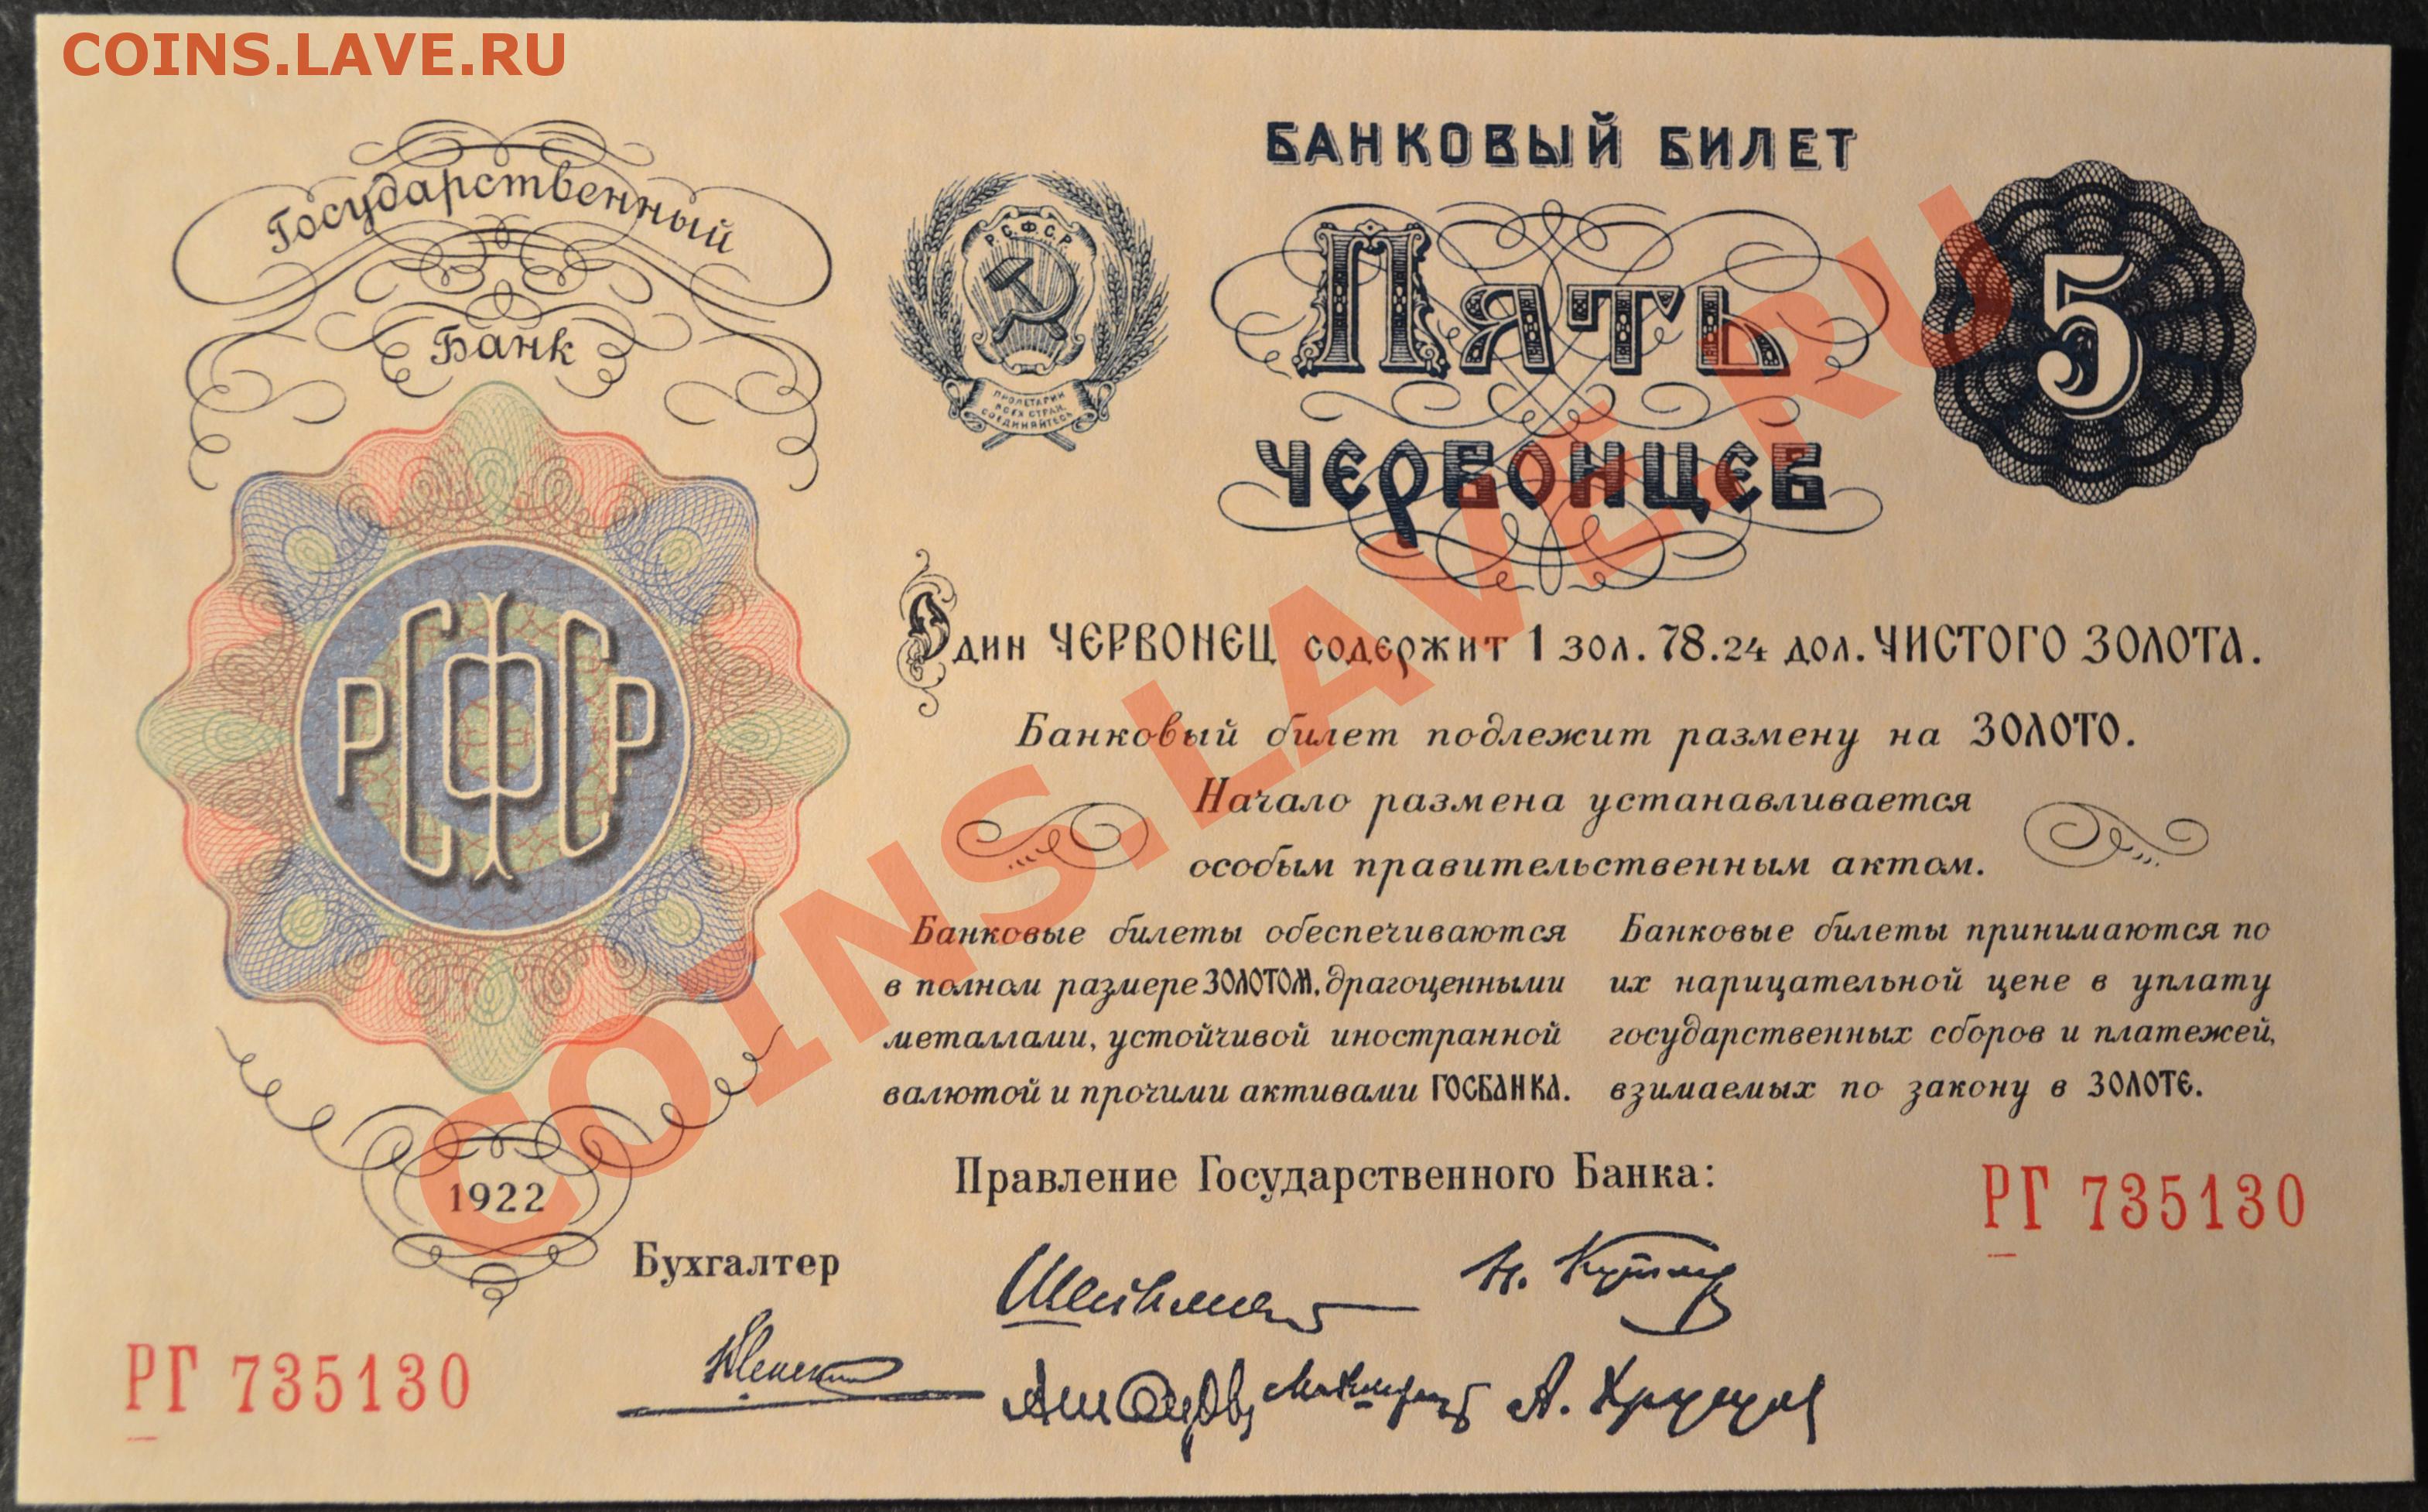 COINS.LAVE.RU
Государственный
Банк
БАНКОВЫЙ БИЛЕТ
Пять
ЧЕРВОНЦЕВ
5
Р.С.Ф.С.Р.
ПРОЛЕТАРИИ
ВСЕХ СТРАН,
СОЕДИНЯЙТЕСЬ
РСФСР
Один ЧЕРВОНЕЦ содержит 1 зол. 78.24 дол. ЧИСТОГО ЗОЛОТА.
Банковый билет подлежит размену на ЗОЛОТО.
Начало размена устанавливается
особым правительственным актом.
Банковые билеты обеспечиваются
в полном размере ЗОЛОТОМ, драгоценными
металлами, устойчивой иностранной
валютой и прочими активами ГОСБАНКА.
Банковые билеты принимаются по
их нарицательной цене в уплату
государственных сборов и платежей,
взимаемых по закону в ЗОЛОТЕ.
1922
Правление Государственного Банка:
РГ 735130
Бухгалтер
Шейнман
Н. Кутлер
А. Хрущов
РГ 735130
COINS.LAVE.RU